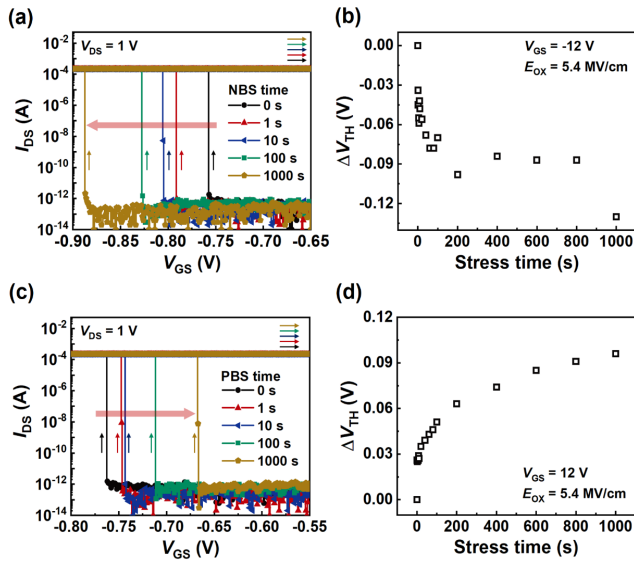 (a)
V_DS = 1 V
NBS time
0 s
1 s
10 s
100 s
1000 s
10⁻²
10⁻⁴
10⁻⁶
10⁻⁸
10⁻¹⁰
10⁻¹²
10⁻¹⁴
I_DS (A)
-0.90 -0.85 -0.80 -0.75 -0.70 -0.65
V_GS (V)
(b)
V_GS = -12 V
E_OX = 5.4 MV/cm
0.00
-0.03
-0.06
-0.09
-0.12
ΔV_TH (V)
0 200 400 600 800 1000
Stress time (s)
(c)
V_DS = 1 V
PBS time
0 s
1 s
10 s
100 s
1000 s
10⁻²
10⁻⁴
10⁻⁶
10⁻⁸
10⁻¹⁰
10⁻¹²
10⁻¹⁴
I_DS (A)
-0.80 -0.75 -0.70 -0.65 -0.60 -0.55
V_GS (V)
(d)
0.12
0.09
0.06
0.03
0.00
ΔV_TH (V)
V_GS = 12 V
E_OX = 5.4 MV/cm
0 200 400 600 800 1000
Stress time (s)